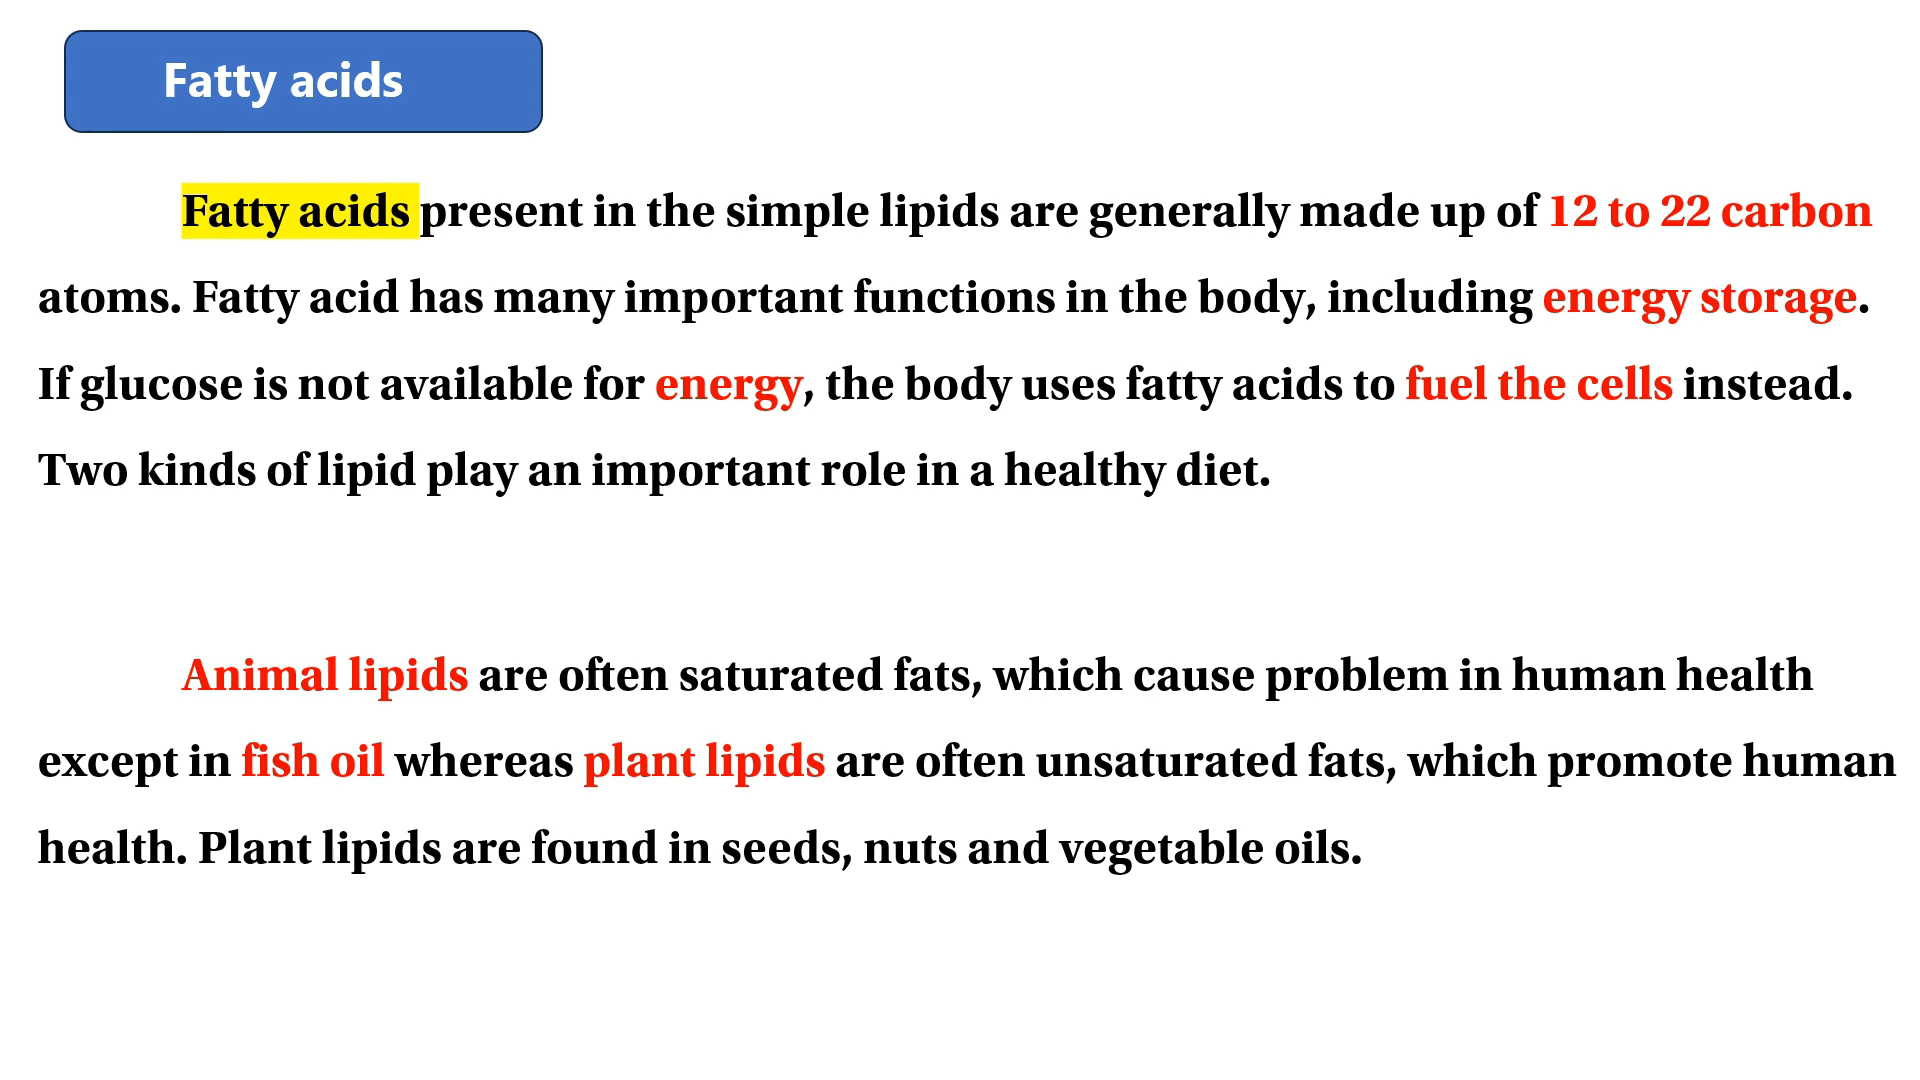 Fatty acids
Fatty acids present in the simple lipids are generally made up of 12 to 22 carbon
atoms. Fatty acid has many important functions in the body, including energy storage.
If glucose is not available for energy, the body uses fatty acids to fuel the cells instead.
Two kinds of lipid play an important role in a healthy diet.
Animal lipids are often saturated fats, which cause problem in human health
except in fish oil whereas plant lipids are often unsaturated fats, which promote human
health. Plant lipids are found in seeds, nuts and vegetable oils.